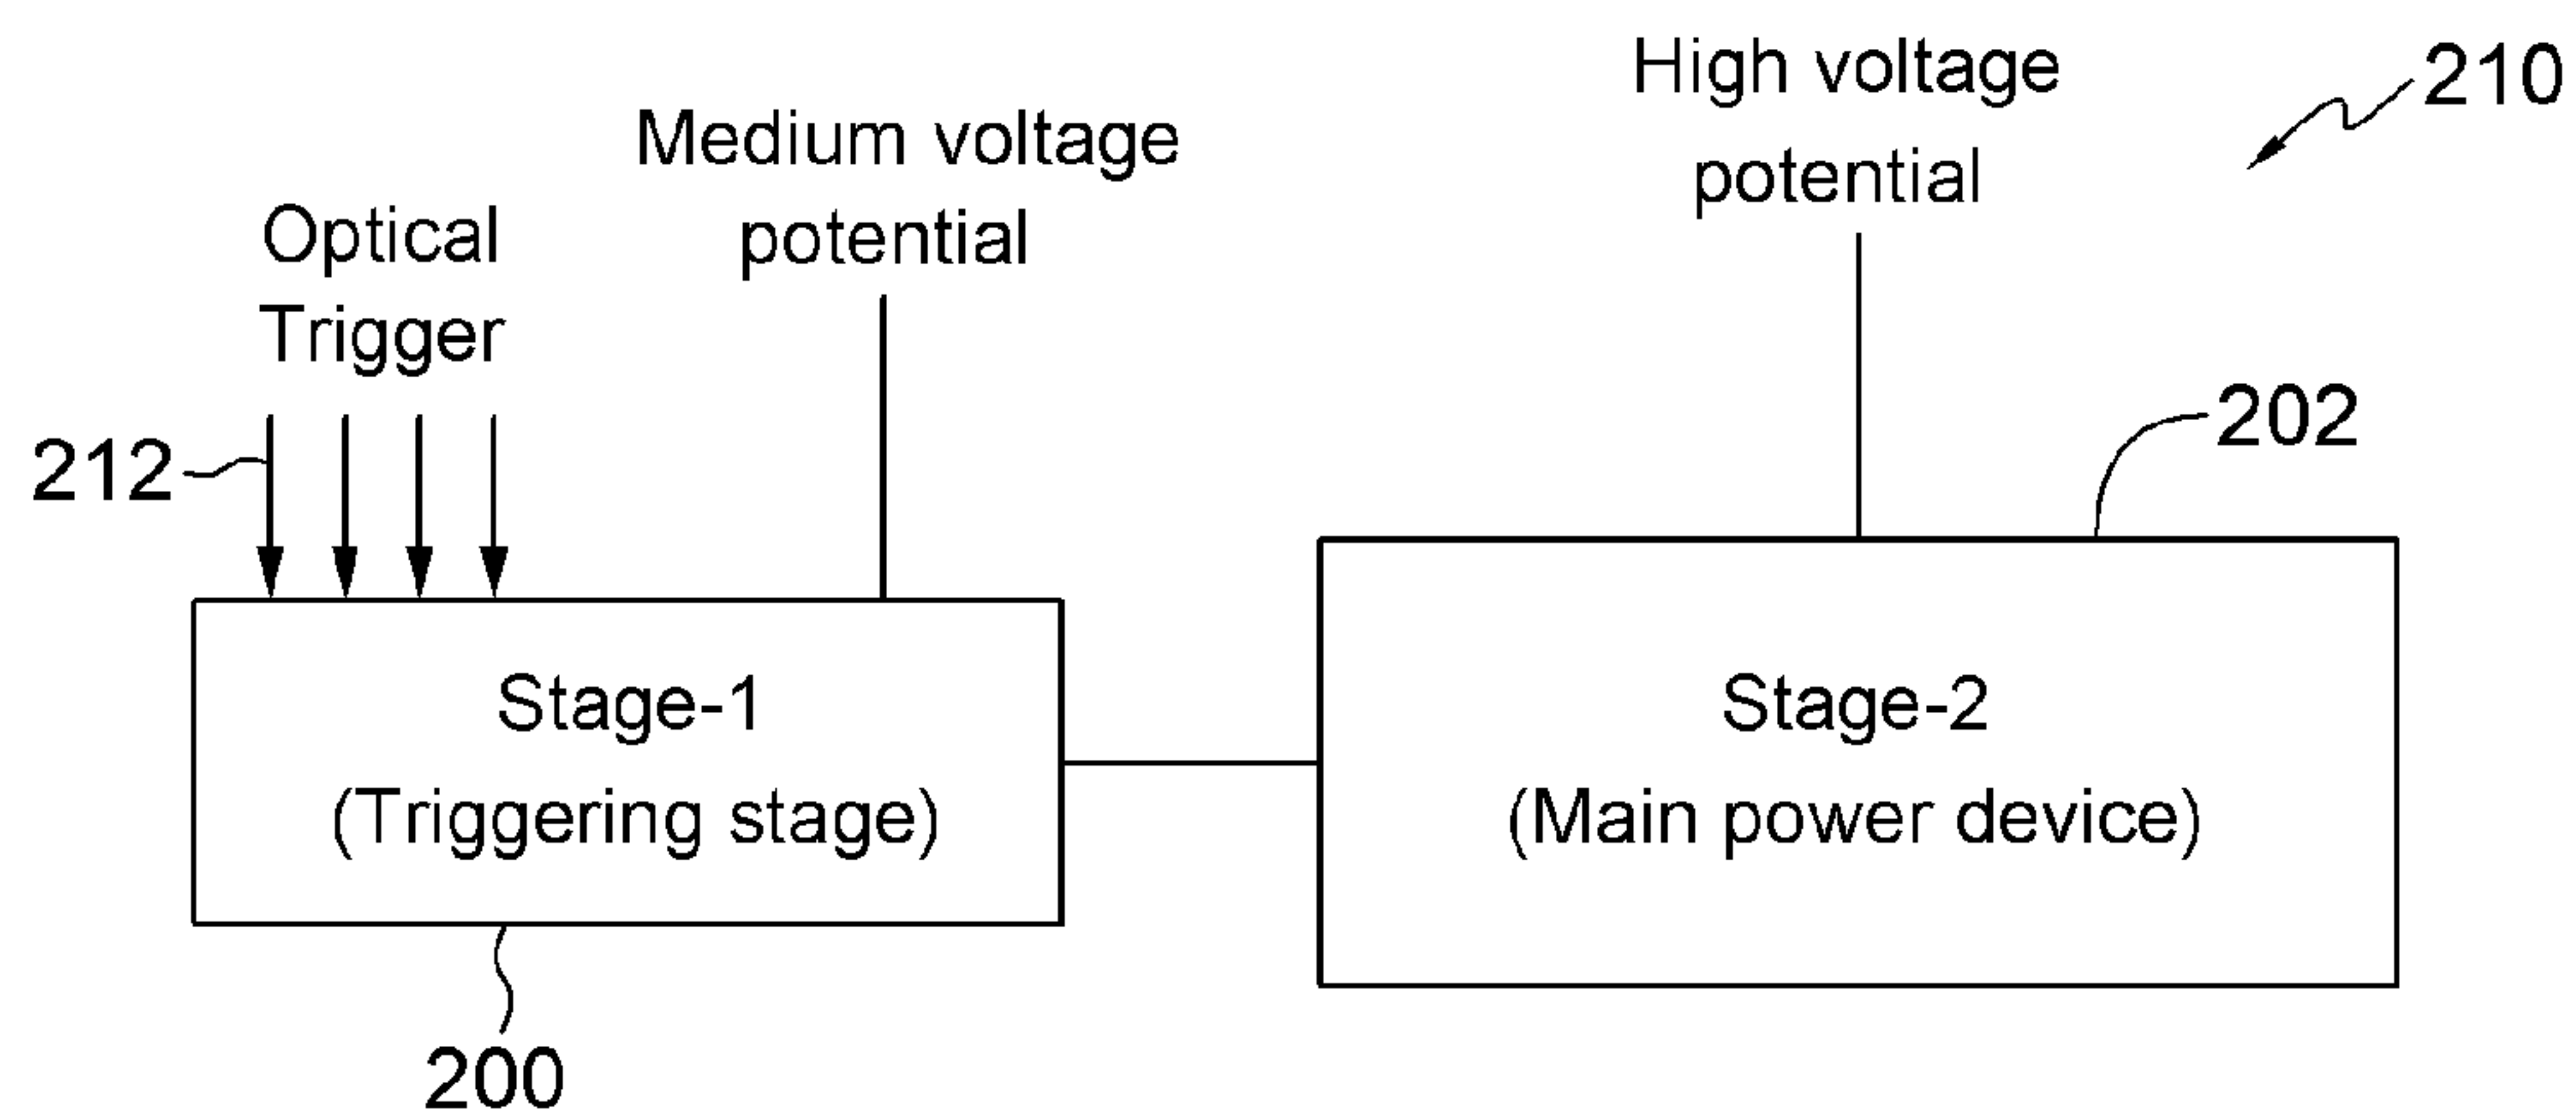 High voltage
potential
210
Medium voltage
potential
Optical
Trigger
212
202
Stage-1
(Triggering stage)
Stage-2
(Main power device)
200